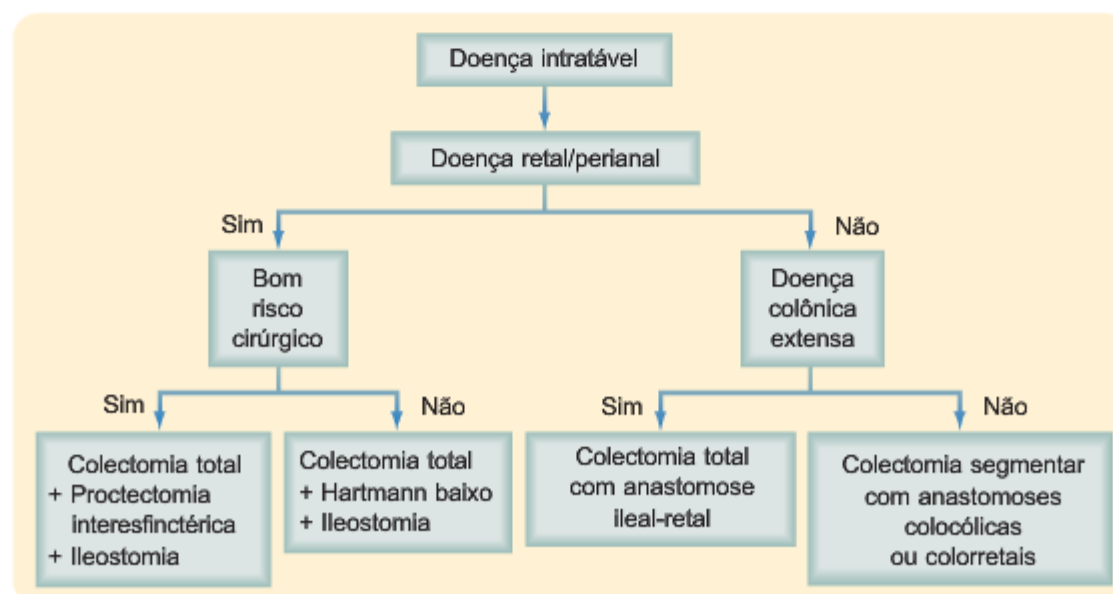 Doença intratável
Doença retal/perianal
Sim
Não
Bom
risco
cirúrgico
Doença
colônica
extensa
Sim
Não
Sim
Não
Colectomia total
+ Proctectomia
interesfinctérica
+ Ileostomia
Colectomia total
+ Hartmann baixo
+ Ileostomia
Colectomia total
com anastomose
ileal-retal
Colectomia segmentar
com anastomoses
colocólicas
ou colorretais